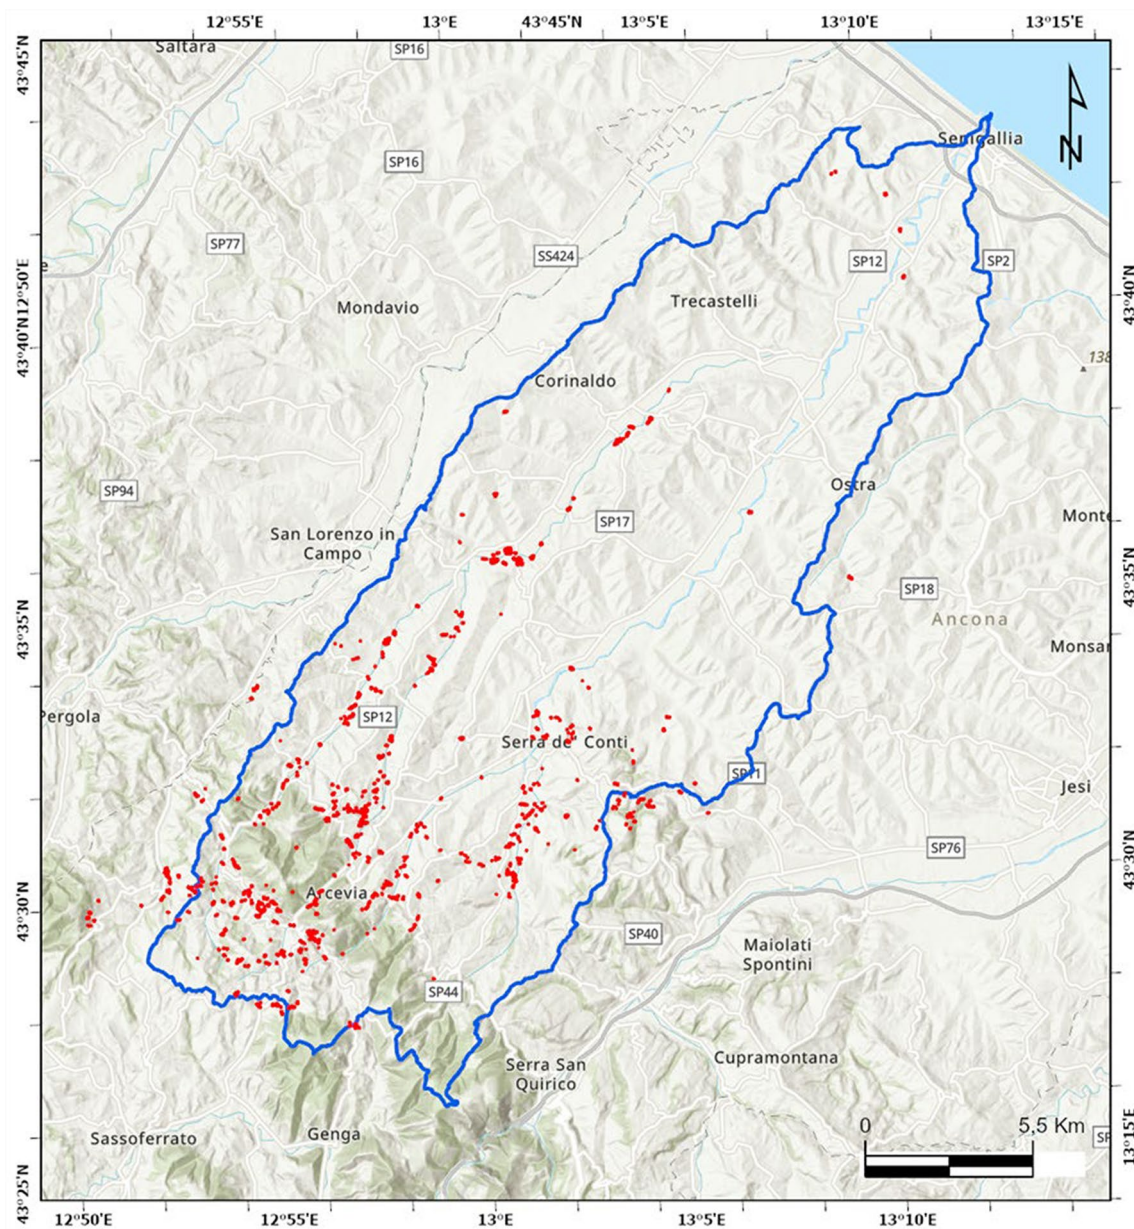 12°55'E
13°E
43°45'N
13°5'E
13°10'E
13°15'E
43°45'N
Saltara
SP16
Senigallia
N
SP16
SP77
SS424
SP12
SP2
e
Mondavio
Trecastelli
43°40'N
43°40'N12°50'E
138
Corinaldo
SP94
Ostra
San Lorenzo in
Campo
SP17
Monte
43°35'N
SP18
Ancona
43°35'N
Monsar
Pergola
SP12
Serra de' Conti
SP11
Jesi
SP76
43°30'N
Arcevia
43°30'N
SP40
Maiolati
Spontini
SP44
Serra San
Quirico
Cupramontana
Sassoferrato
Genga
0
5,5 Km
SP
13°15'E
43°25'N
12°50'E
12°55'E
13°E
13°5'E
13°10'E